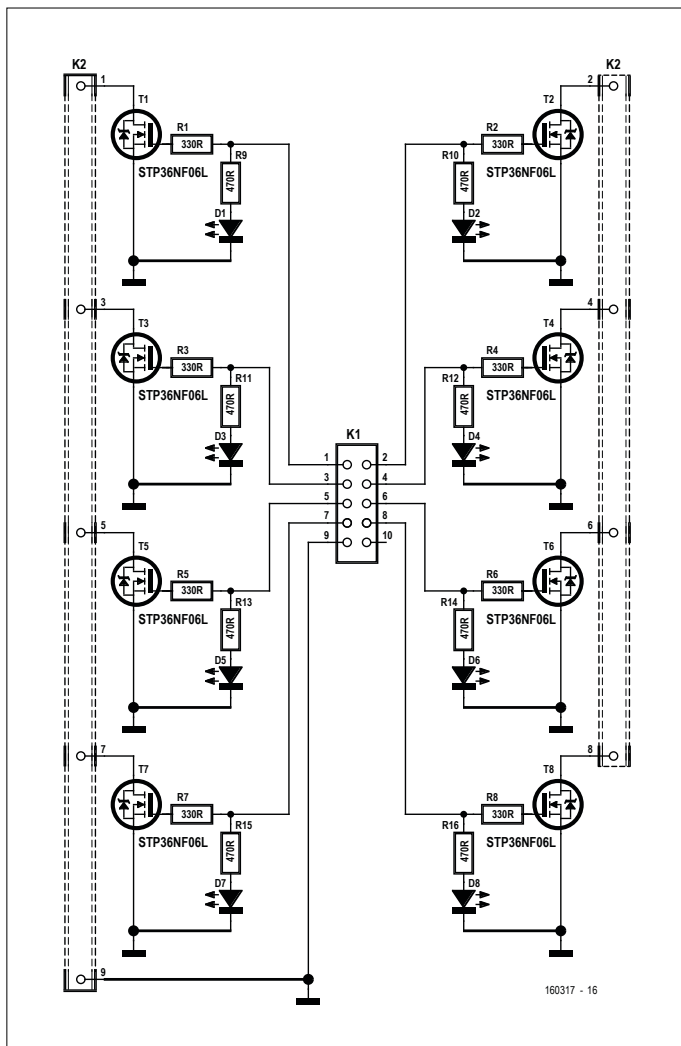 K2 K2
1 2
T1 T2
R1 R2
330R 330R
R9 R10
STP36NF06L STP36NF06L
470R 470R
D1 D2
3 4
T3 T4
R3 R4
330R 330R
R11 R12
STP36NF06L STP36NF06L
470R 470R
K1
D3 D4
1 2
3 4
5 6
7 8
9 10
5 6
T5 T6
R5 R6
330R 330R
R13 R14
STP36NF06L STP36NF06L
470R 470R
D5 D6
7 8
T7 T8
R7 R8
330R 330R
R15 R16
STP36NF06L STP36NF06L
470R 470R
D7 D8
9
160317 - 16